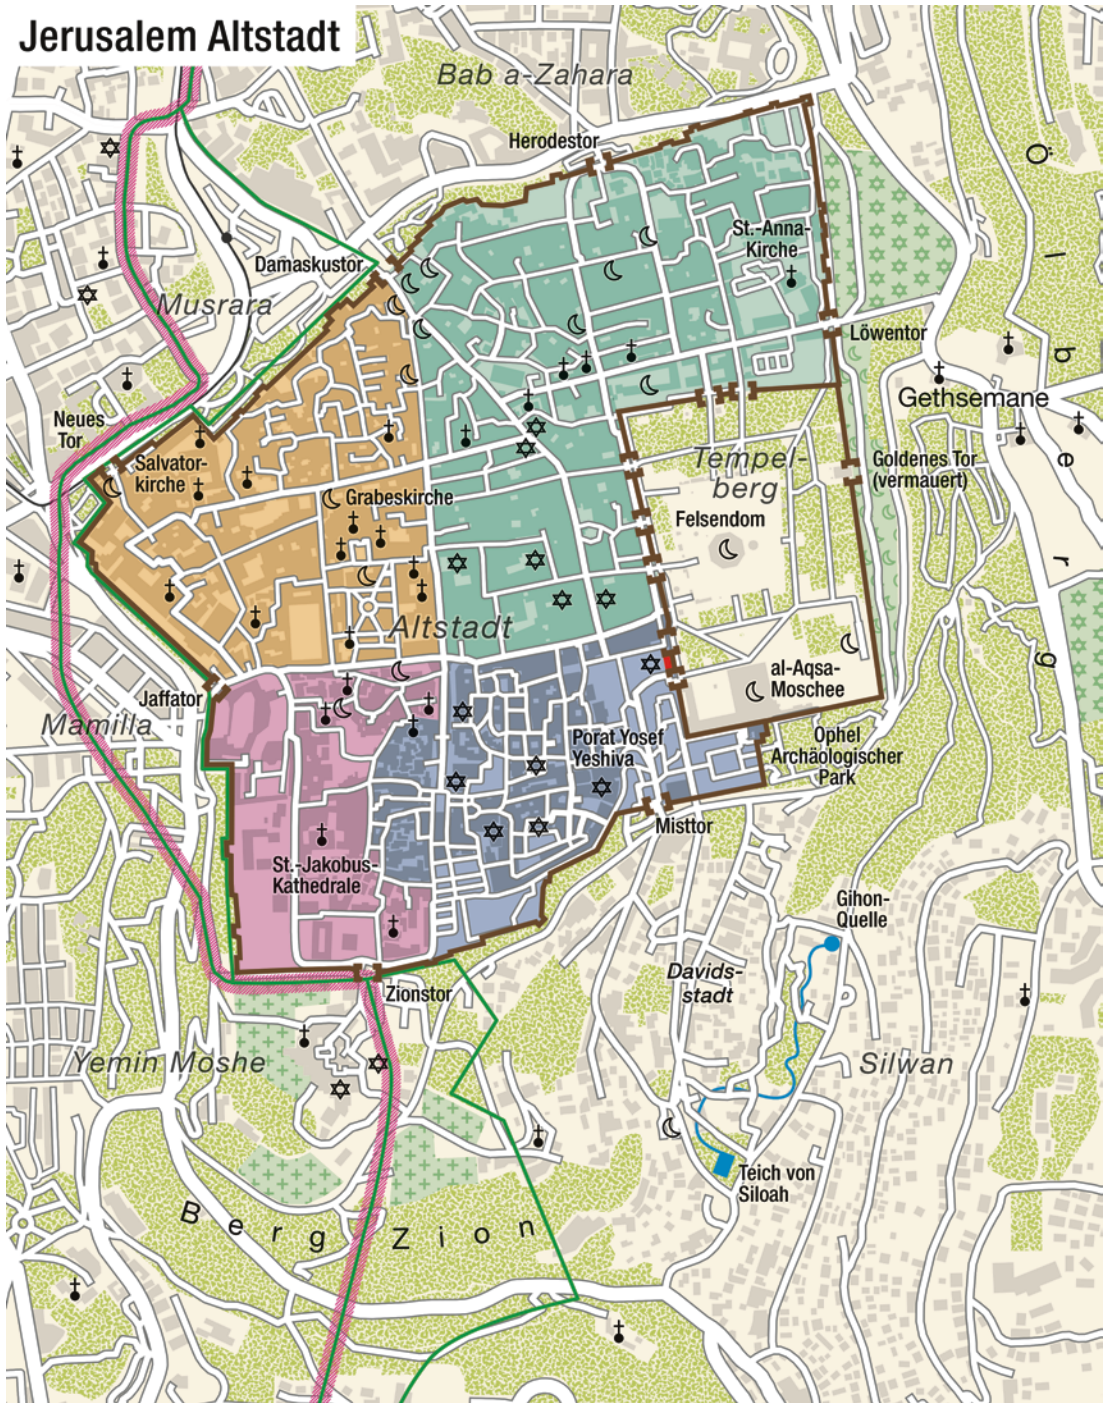 Jerusalem Altstadt
Bab a-Zahara
Herodestor
Ölberg
St.-Anna-
Kirche
Damaskustor
Musrara
Löwentor
Gethsemane
Neues
Tor
Salvator-
kirche
Grabeskirche
Tempel-
berg
Goldenes Tor
(vermauert)
Felsendom
Altstadt
al-Aqsa-
Moschee
Jaffator
Mamilla
Porat Yosef
Yeshiva
Ophel
Archäologischer
Park
Misttor
St.-Jakobus-
Kathedrale
Gihon-
Quelle
Zionstor
Davids-
stadt
Yemin Moshe
Silwan
Teich von
Siloah
Berg Zion